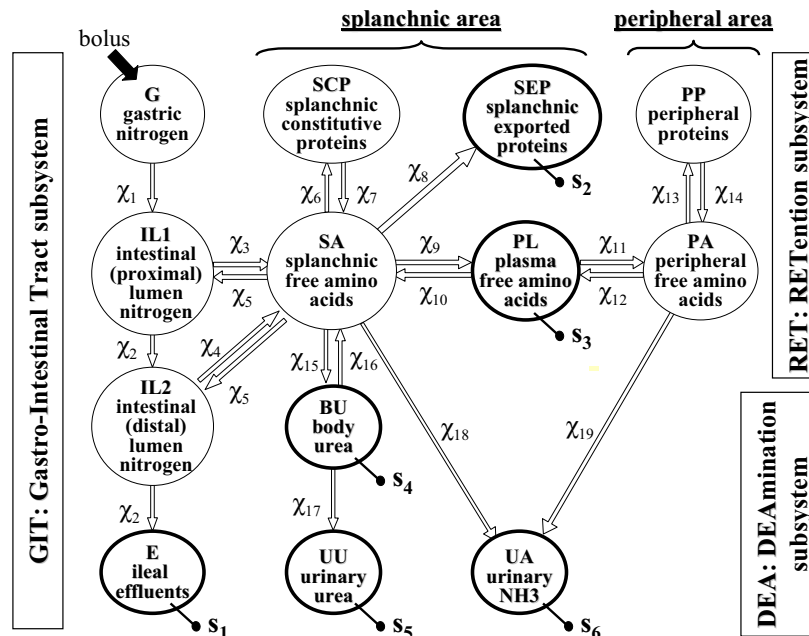 splanchnic area
peripheral area
bolus
G
gastric
nitrogen
SCP
splanchnic
constitutive
proteins
SEP
splanchnic
exported
proteins
PP
peripheral
proteins
s2
χ1
χ6
χ7
χ8
χ13
χ14
IL1
intestinal
(proximal)
lumen
nitrogen
χ3
χ5
SA
splanchnic
free amino
acids
χ9
χ10
PL
plasma
free amino
acids
χ11
χ12
PA
peripheral
free amino
acids
s3
χ2
χ4
χ5
χ15
χ16
IL2
intestinal
(distal)
lumen
nitrogen
BU
body
urea
s4
χ18
χ19
χ2
χ17
E
ileal
effluents
UU
urinary
urea
UA
urinary
NH3
s1
s5
s6
GIT: Gastro-Intestinal Tract subsystem
RET: RETention subsystem
DEA: DEAmination
subsystem